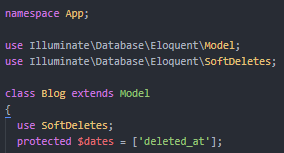 namespace App;
use Illuminate\Database\Eloquent\Model;
use Illuminate\Database\Eloquent\SoftDeletes;
class Blog extends Model
{
use SoftDeletes;
protected $dates = ['deleted_at'];